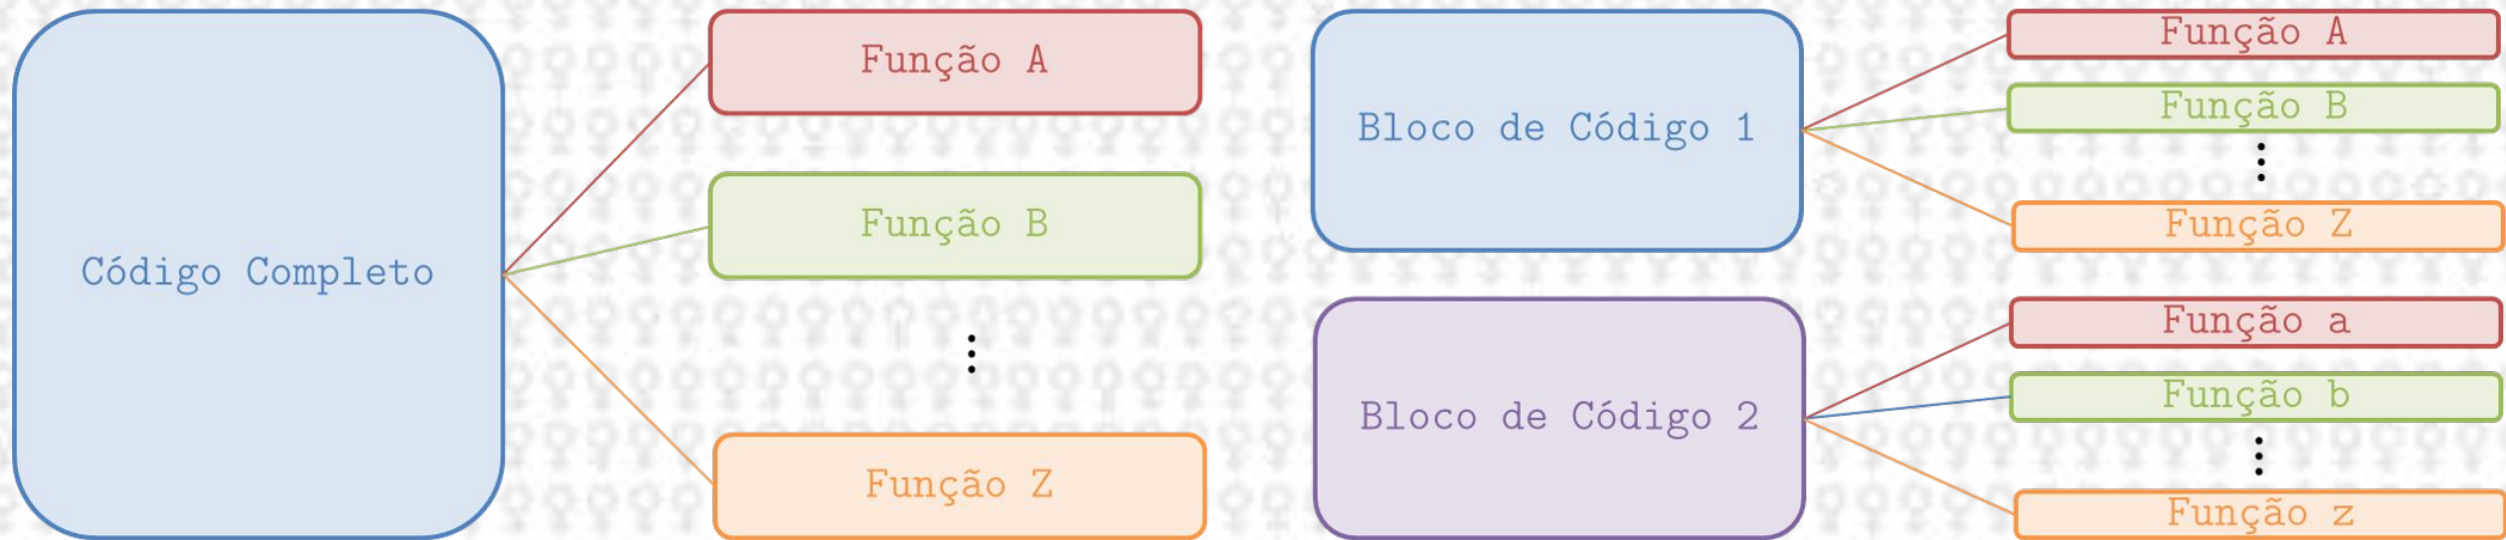 Código Completo
Função A
Função B
Função Z
Bloco de Código 1
Função A
Função B
Função Z
Bloco de Código 2
Função a
Função b
Função z